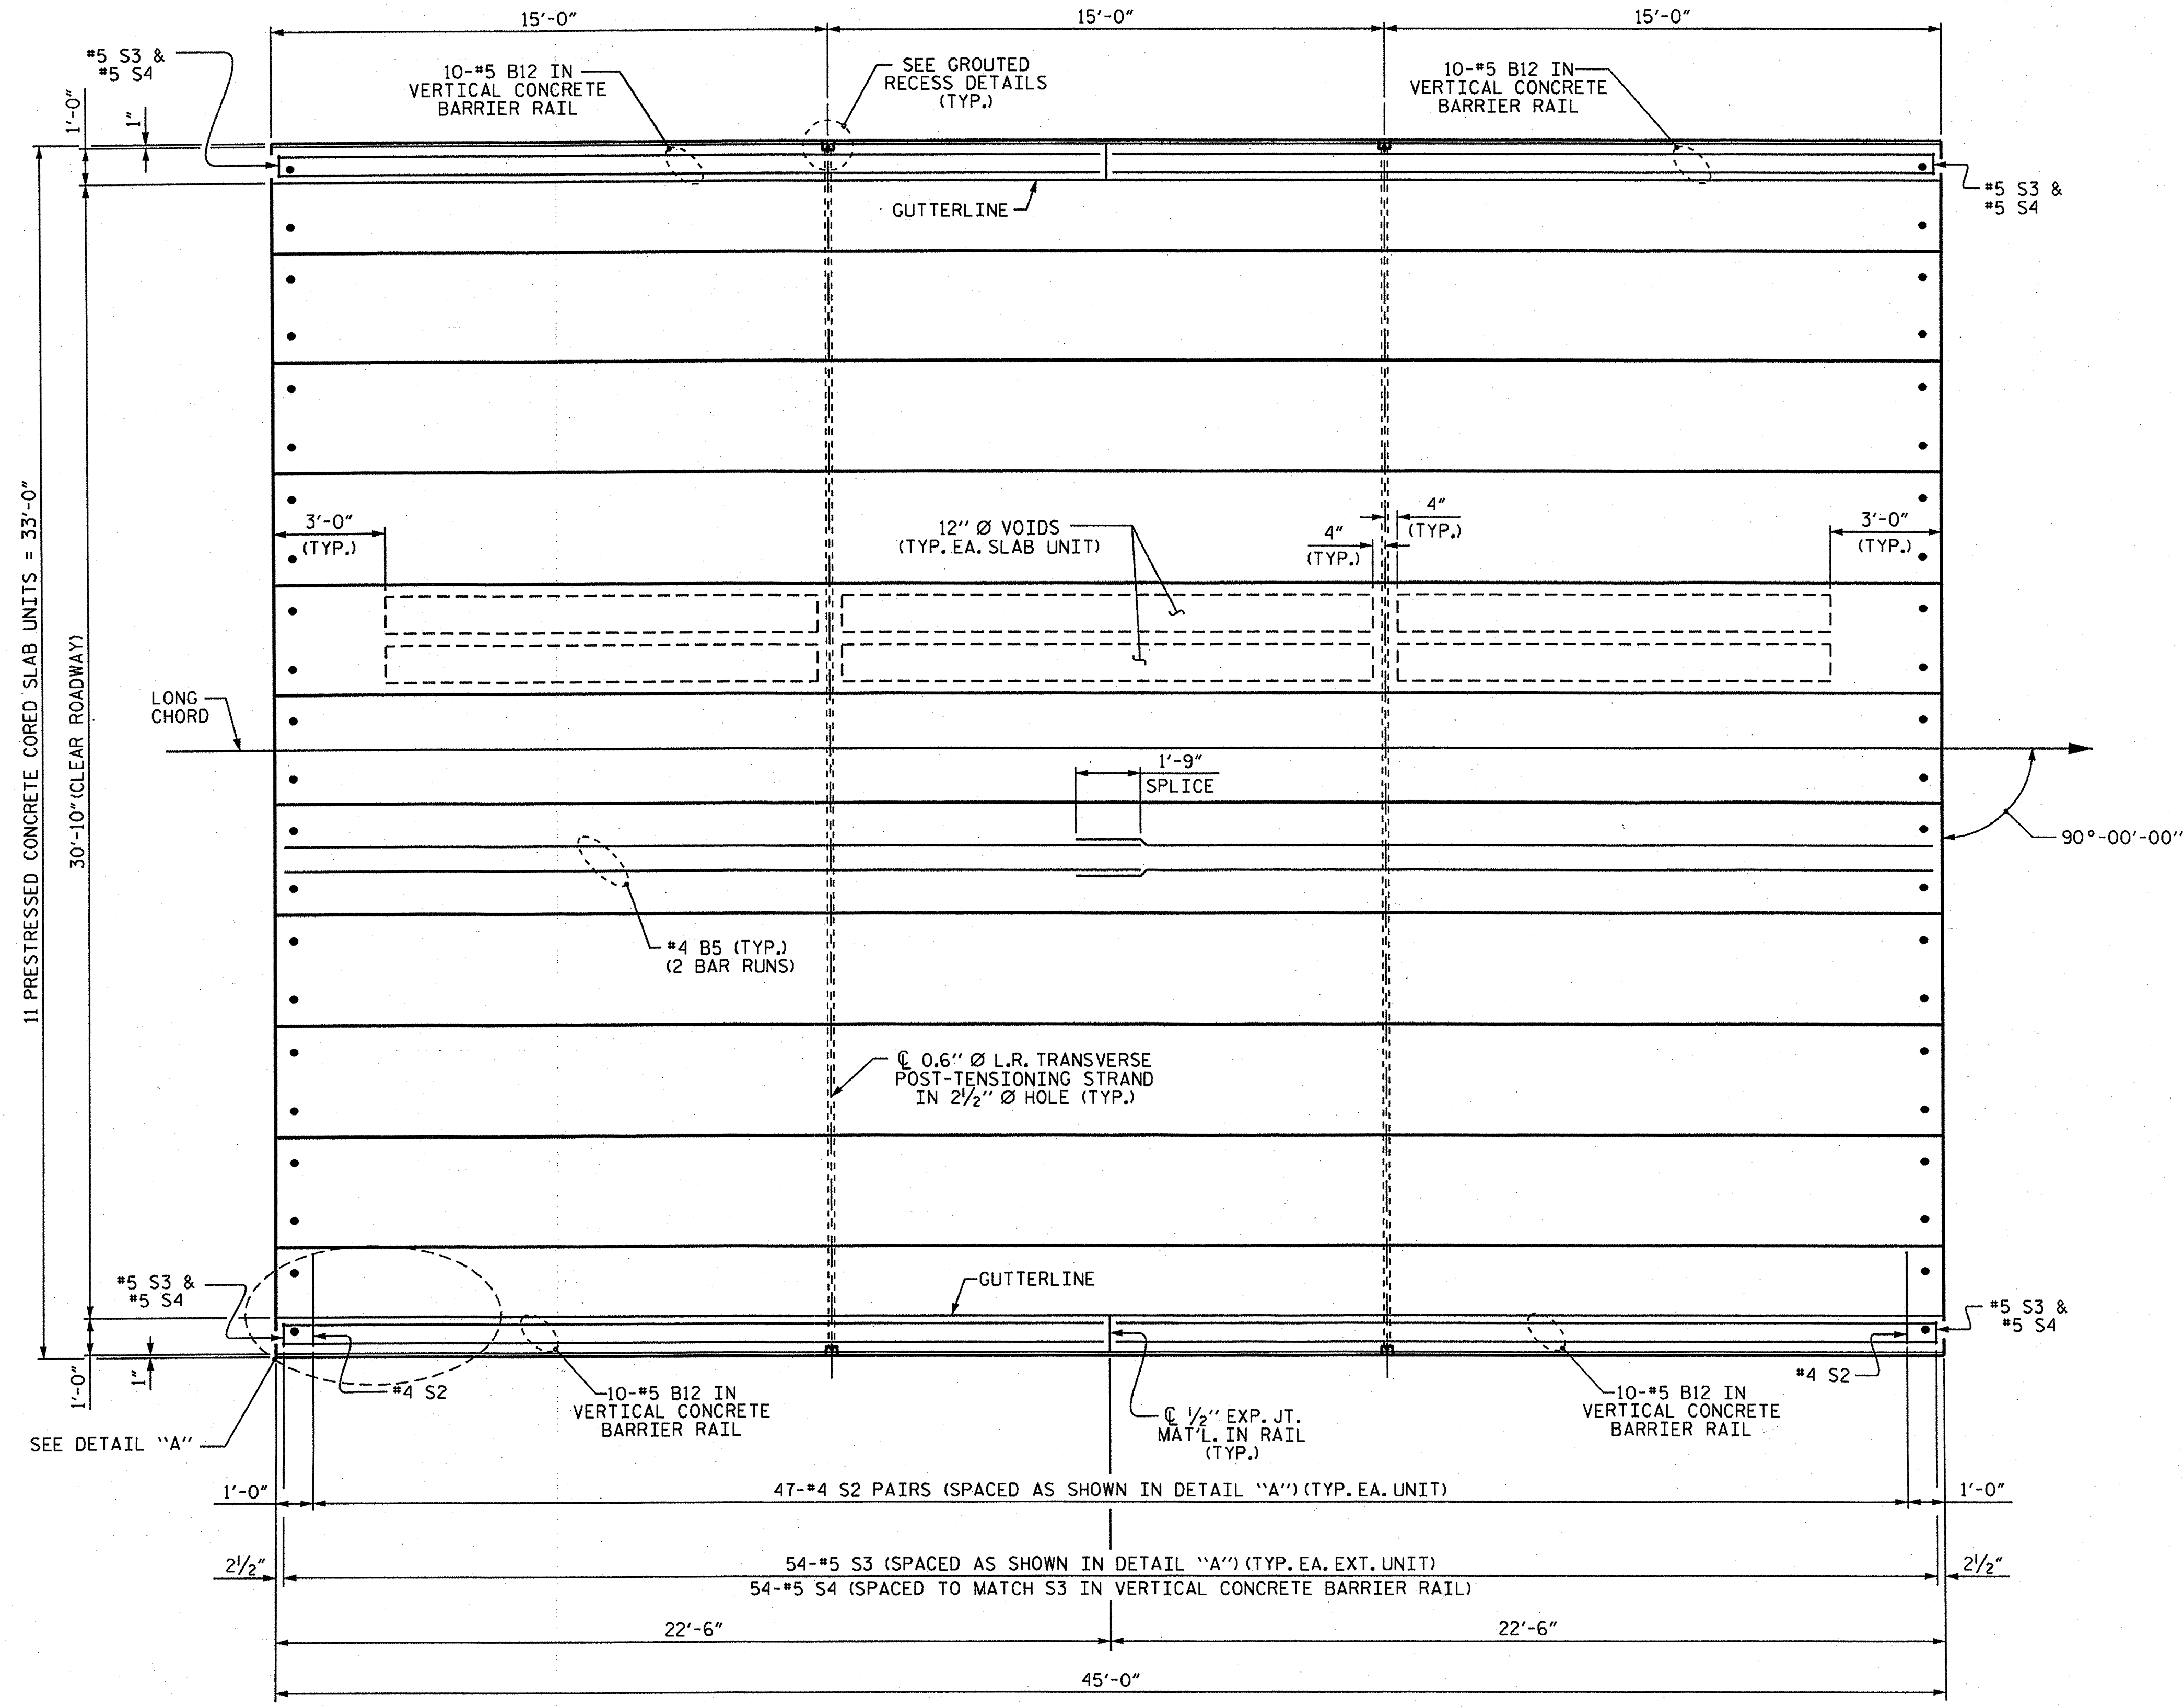 15'-0"
15'-0"
15'-0"
#5 S3 &
#5 S4
10-#5 B12 IN
VERTICAL CONCRETE
BARRIER RAIL
SEE GROUTED
RECESS DETAILS
(TYP.)
10-#5 B12 IN
VERTICAL CONCRETE
BARRIER RAIL
1'-0"
1"
GUTTERLINE
#5 S3 &
#5 S4
11 PRESTRESSED CONCRETE CORED SLAB UNITS = 33'-0"
30'-10" (CLEAR ROADWAY)
3'-0"
(TYP.)
12" Ø VOIDS
(TYP. EA. SLAB UNIT)
4"
(TYP.)
4"
(TYP.)
3'-0"
(TYP.)
LONG
CHORD
1'-9"
SPLICE
90°-00'-00"
#4 B5 (TYP.)
(2 BAR RUNS)
℄ 0.6" Ø L.R. TRANSVERSE
POST-TENSIONING STRAND
IN 2½" Ø HOLE (TYP.)
#5 S3 &
#5 S4
GUTTERLINE
#5 S3 &
#5 S4
1'-0"
1"
#4 S2
#4 S2
10-#5 B12 IN
VERTICAL CONCRETE
BARRIER RAIL
℄ ½" EXP. JT.
MAT'L. IN RAIL
(TYP.)
10-#5 B12 IN
VERTICAL CONCRETE
BARRIER RAIL
SEE DETAIL "A"
1'-0"
47-#4 S2 PAIRS (SPACED AS SHOWN IN DETAIL "A") (TYP. EA. UNIT)
1'-0"
2½"
54-#5 S3 (SPACED AS SHOWN IN DETAIL "A") (TYP. EA. EXT. UNIT)
54-#5 S4 (SPACED TO MATCH S3 IN VERTICAL CONCRETE BARRIER RAIL)
2½"
22'-6"
22'-6"
45'-0"